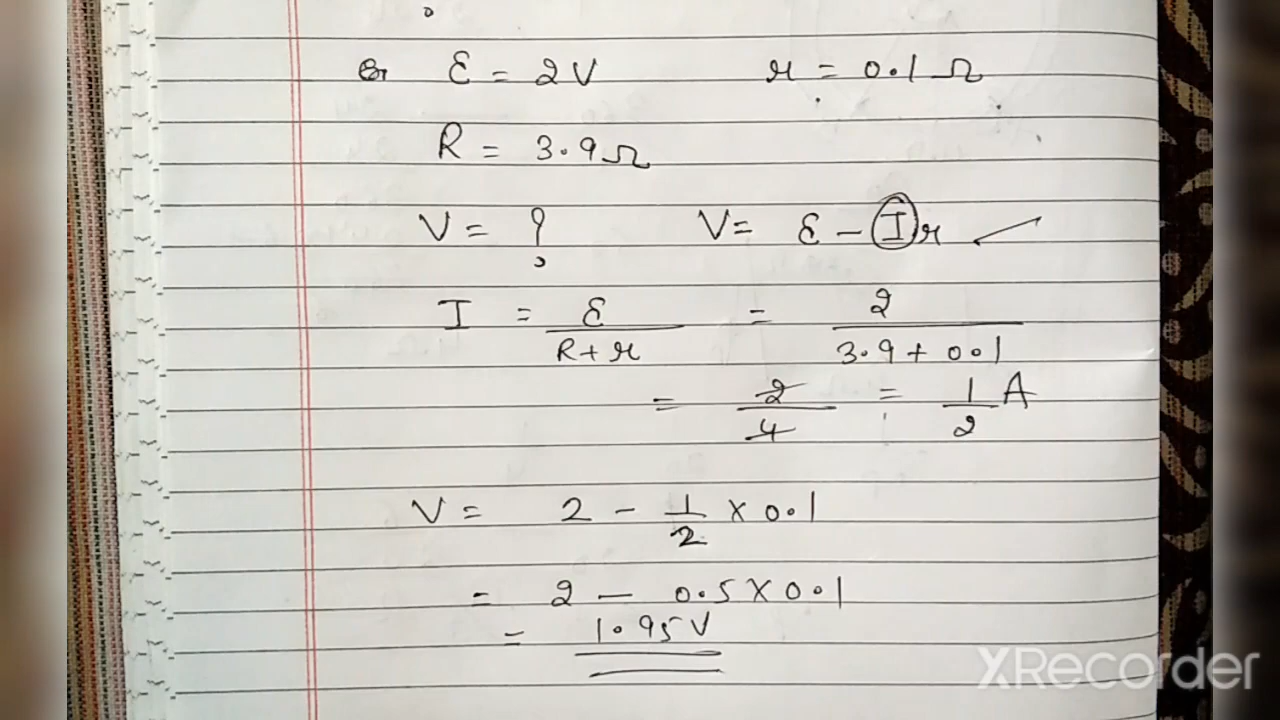 ε = 2V r = 0.1 Ω
R = 3.9 Ω
V = ? V = ε - Ir
I = ε/(R+r) = 2/(3.9+0.1)
= 2/4 = 1/2 A
V = 2 - 1/2 × 0.1
= 2 - 0.5 × 0.1
= 1.95 V
XRecorder